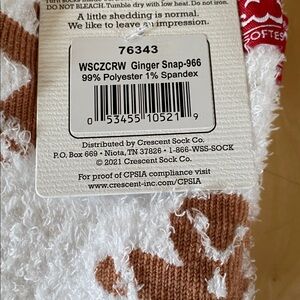 DO NOT BLEACH. Tumble dry with low heat. Do not iron.
A little shedding is normal.
We like to leave an impression.
76343
WSCZCRW Ginger Snap-966
99% Polyester 1% Spandex
0 53455 10521 9
Distributed by Crescent Sock Co.
P.O. Box 669 • Niota, TN 37826 • 1-866-WSS-SOCK
© 2021 Crescent Sock Co.
For proof of CPSIA compliance visit
www.crescent-inc.com/CPSIA